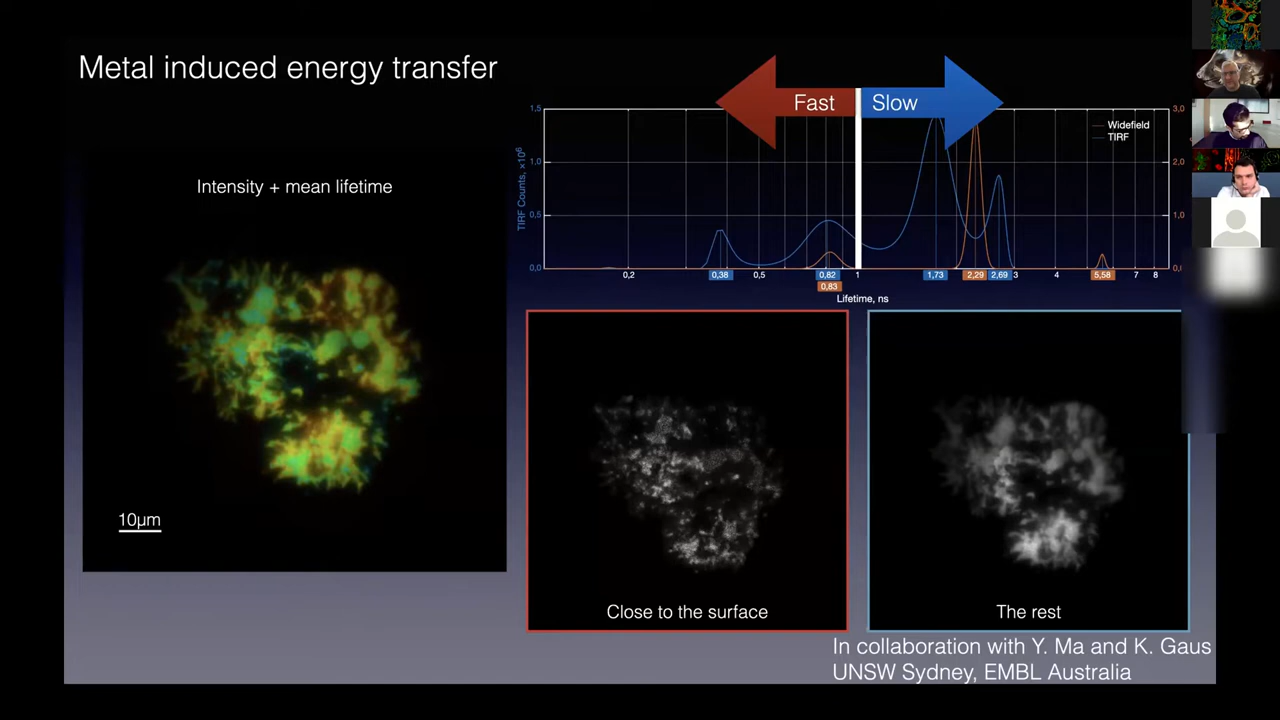 Metal induced energy transfer
Intensity + mean lifetime
10µm
Fast
Slow
Widefield
TIRF
TIRF Counts, ×10⁶
1,5
1,0
0,5
0,0
3,0
2,0
1,0
0,2
0,38
0,5
0,82
1
1,73
2,29
2,69
3
4
5,58
7
8
0,83
Lifetime, ns
Close to the surface
The rest
In collaboration with Y. Ma and K. Gaus
UNSW Sydney, EMBL Australia